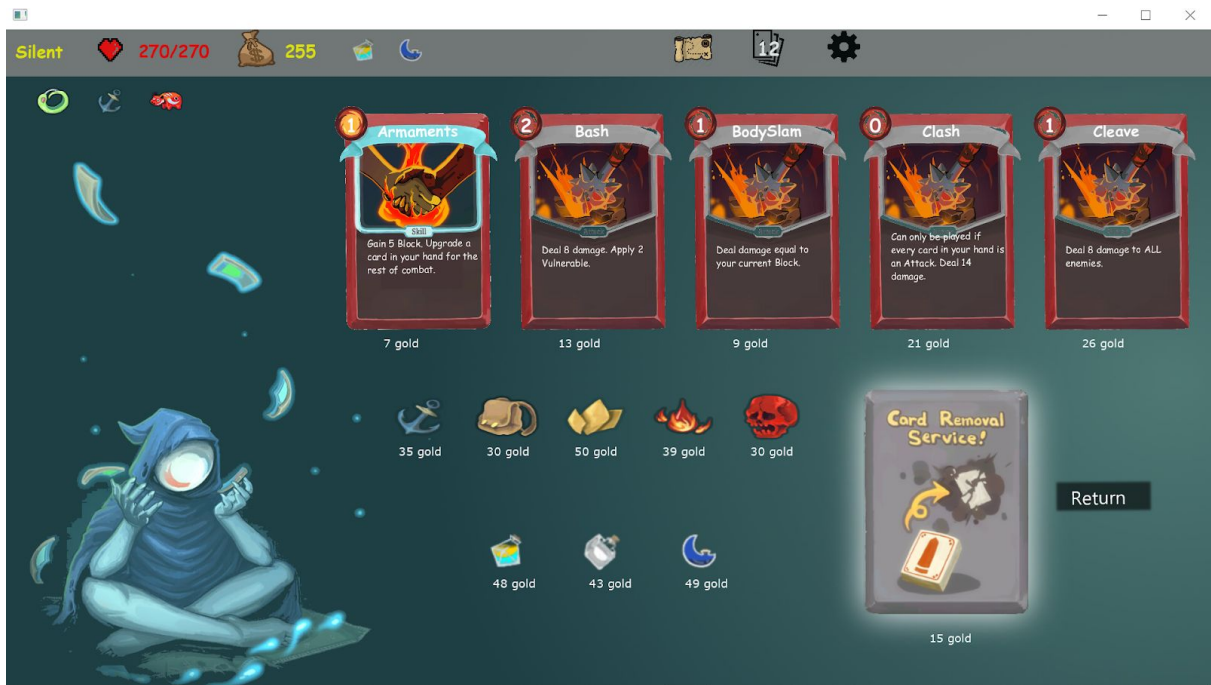 Silent 270/270 255 12
1 Armaments
Skill
Gain 5 Block. Upgrade a
card in your hand for the
rest of combat.
7 gold
2 Bash
Deal 8 damage. Apply 2
Vulnerable.
13 gold
1 BodySlam
Deal damage equal to
your current Block.
9 gold
0 Clash
Can only be played if
every card in your hand is
an Attack. Deal 14
damage.
21 gold
1 Cleave
Deal 8 damage to ALL
enemies.
26 gold
35 gold 30 gold 50 gold 39 gold 30 gold
48 gold 43 gold 49 gold
Card Removal
Service!
15 gold
Return